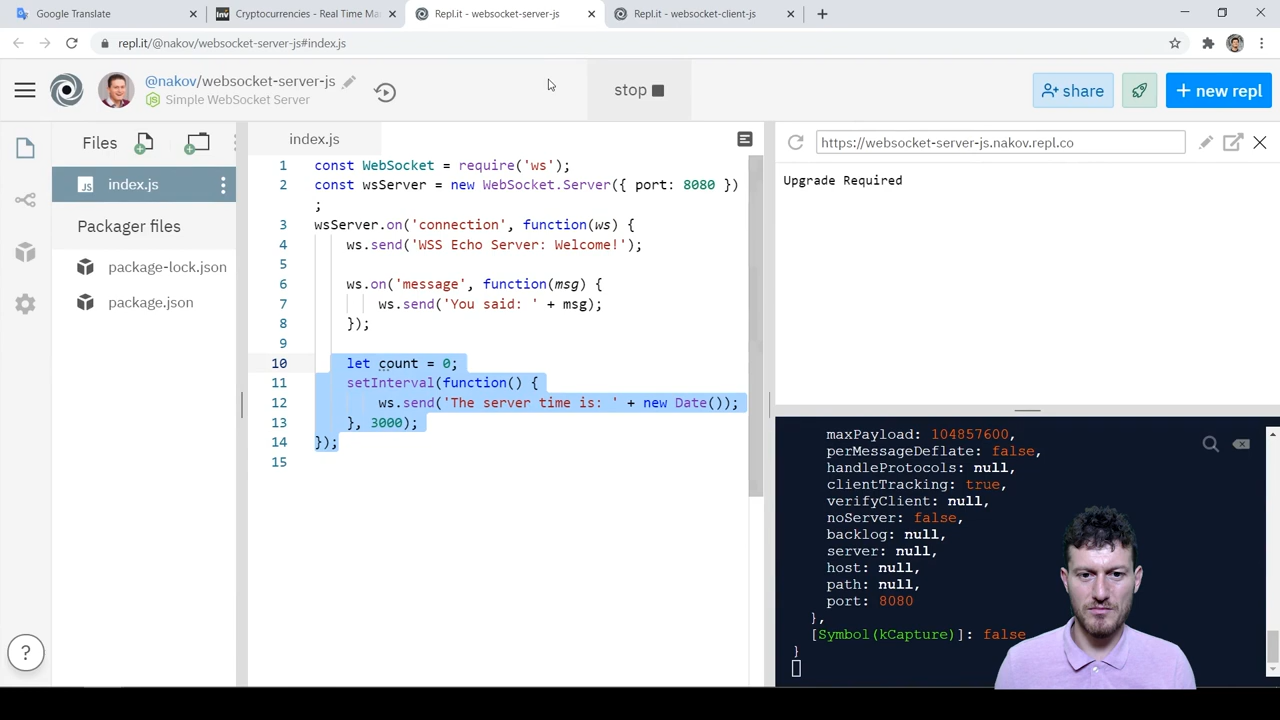 Google Translate
Cryptocurrencies - Real Time Ma
Repl.it - websocket-server-js
Repl.it - websocket-client-js
repl.it/@nakov/websocket-server-js#index.js
@nakov/websocket-server-js
Simple WebSocket Server
stop
share
+ new repl
Files
index.js
Packager files
package-lock.json
package.json
index.js
1 const WebSocket = require('ws');
2 const wsServer = new WebSocket.Server({ port: 8080 })
;
3 wsServer.on('connection', function(ws) {
4 ws.send('WSS Echo Server: Welcome!');
5
6 ws.on('message', function(msg) {
7 ws.send('You said: ' + msg);
8 });
9
10 let count = 0;
11 setInterval(function() {
12 ws.send('The server time is: ' + new Date());
13 }, 3000);
14 });
15
https://websocket-server-js.nakov.repl.co
Upgrade Required
maxPayload: 104857600,
perMessageDeflate: false,
handleProtocols: null,
clientTracking: true,
verifyClient: null,
noServer: false,
backlog: null,
server: null,
host: null,
path: null,
port: 8080
},
[Symbol(kCapture)]: false
}
?